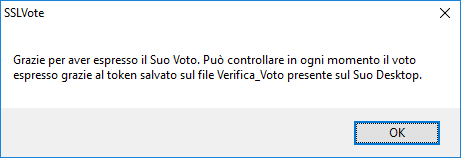 SSLVote
Grazie per aver espresso il Suo Voto. Può controllare in ogni momento il voto
espresso grazie al token salvato sul file Verifica_Voto presente sul Suo Desktop.
OK